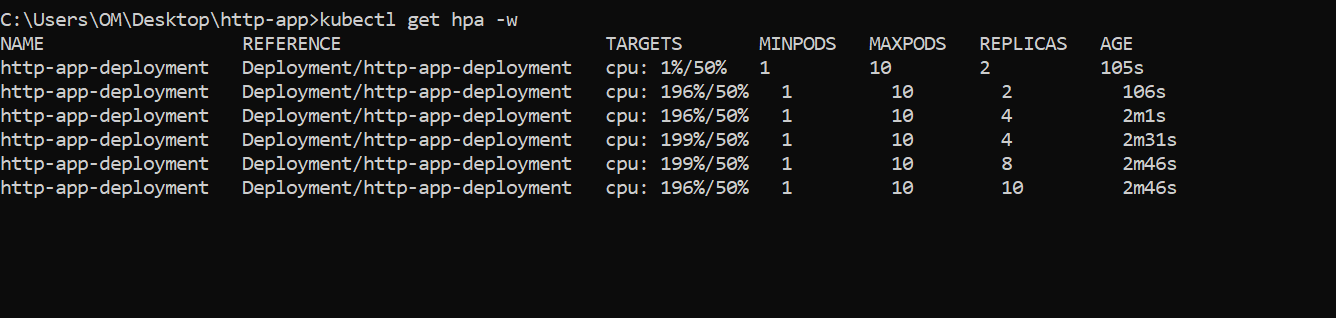 C:\Users\OM\Desktop\http-app>kubectl get hpa -w
NAME REFERENCE TARGETS MINPODS MAXPODS REPLICAS AGE
http-app-deployment Deployment/http-app-deployment cpu: 1%/50% 1 10 2 105s
http-app-deployment Deployment/http-app-deployment cpu: 196%/50% 1 10 2 106s
http-app-deployment Deployment/http-app-deployment cpu: 196%/50% 1 10 4 2m1s
http-app-deployment Deployment/http-app-deployment cpu: 199%/50% 1 10 4 2m31s
http-app-deployment Deployment/http-app-deployment cpu: 199%/50% 1 10 8 2m46s
http-app-deployment Deployment/http-app-deployment cpu: 196%/50% 1 10 10 2m46s